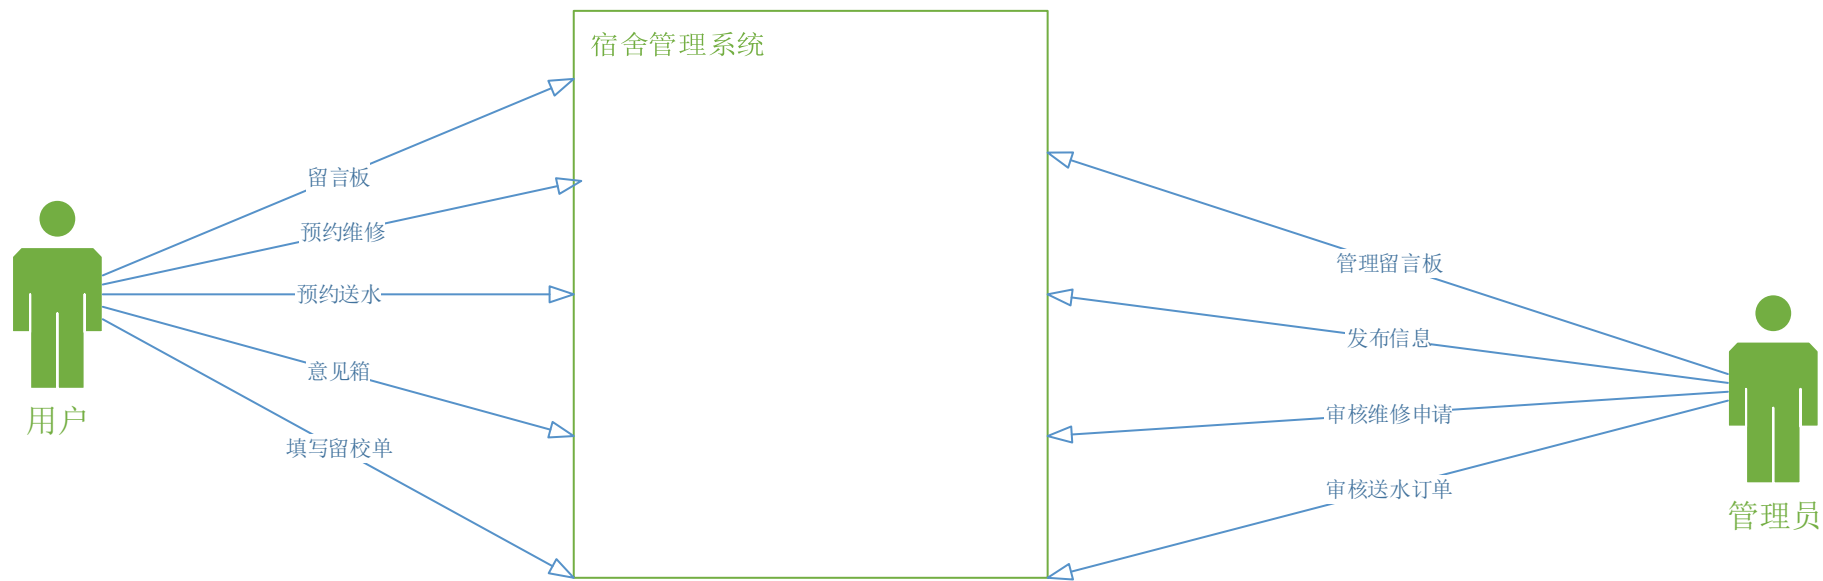 宿舍管理系统
留言板
预约维修
预约送水
意见箱
填写留校单
用户
管理留言板
发布信息
审核维修申请
审核送水订单
管理员